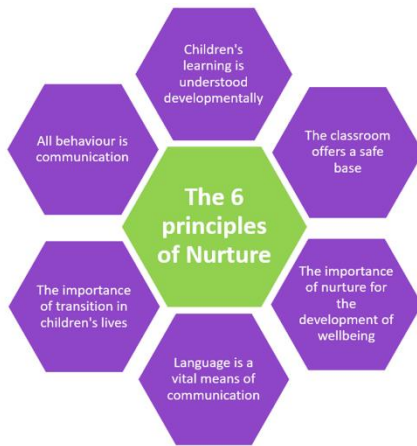 Children's
learning is
understood
developmentally
The classroom
offers a safe
base
The importance
of nurture for
the
development of
wellbeing
Language is a
vital means of
communication
The importance
of transition in
children's lives
All behaviour is
communication
The 6
principles
of Nurture